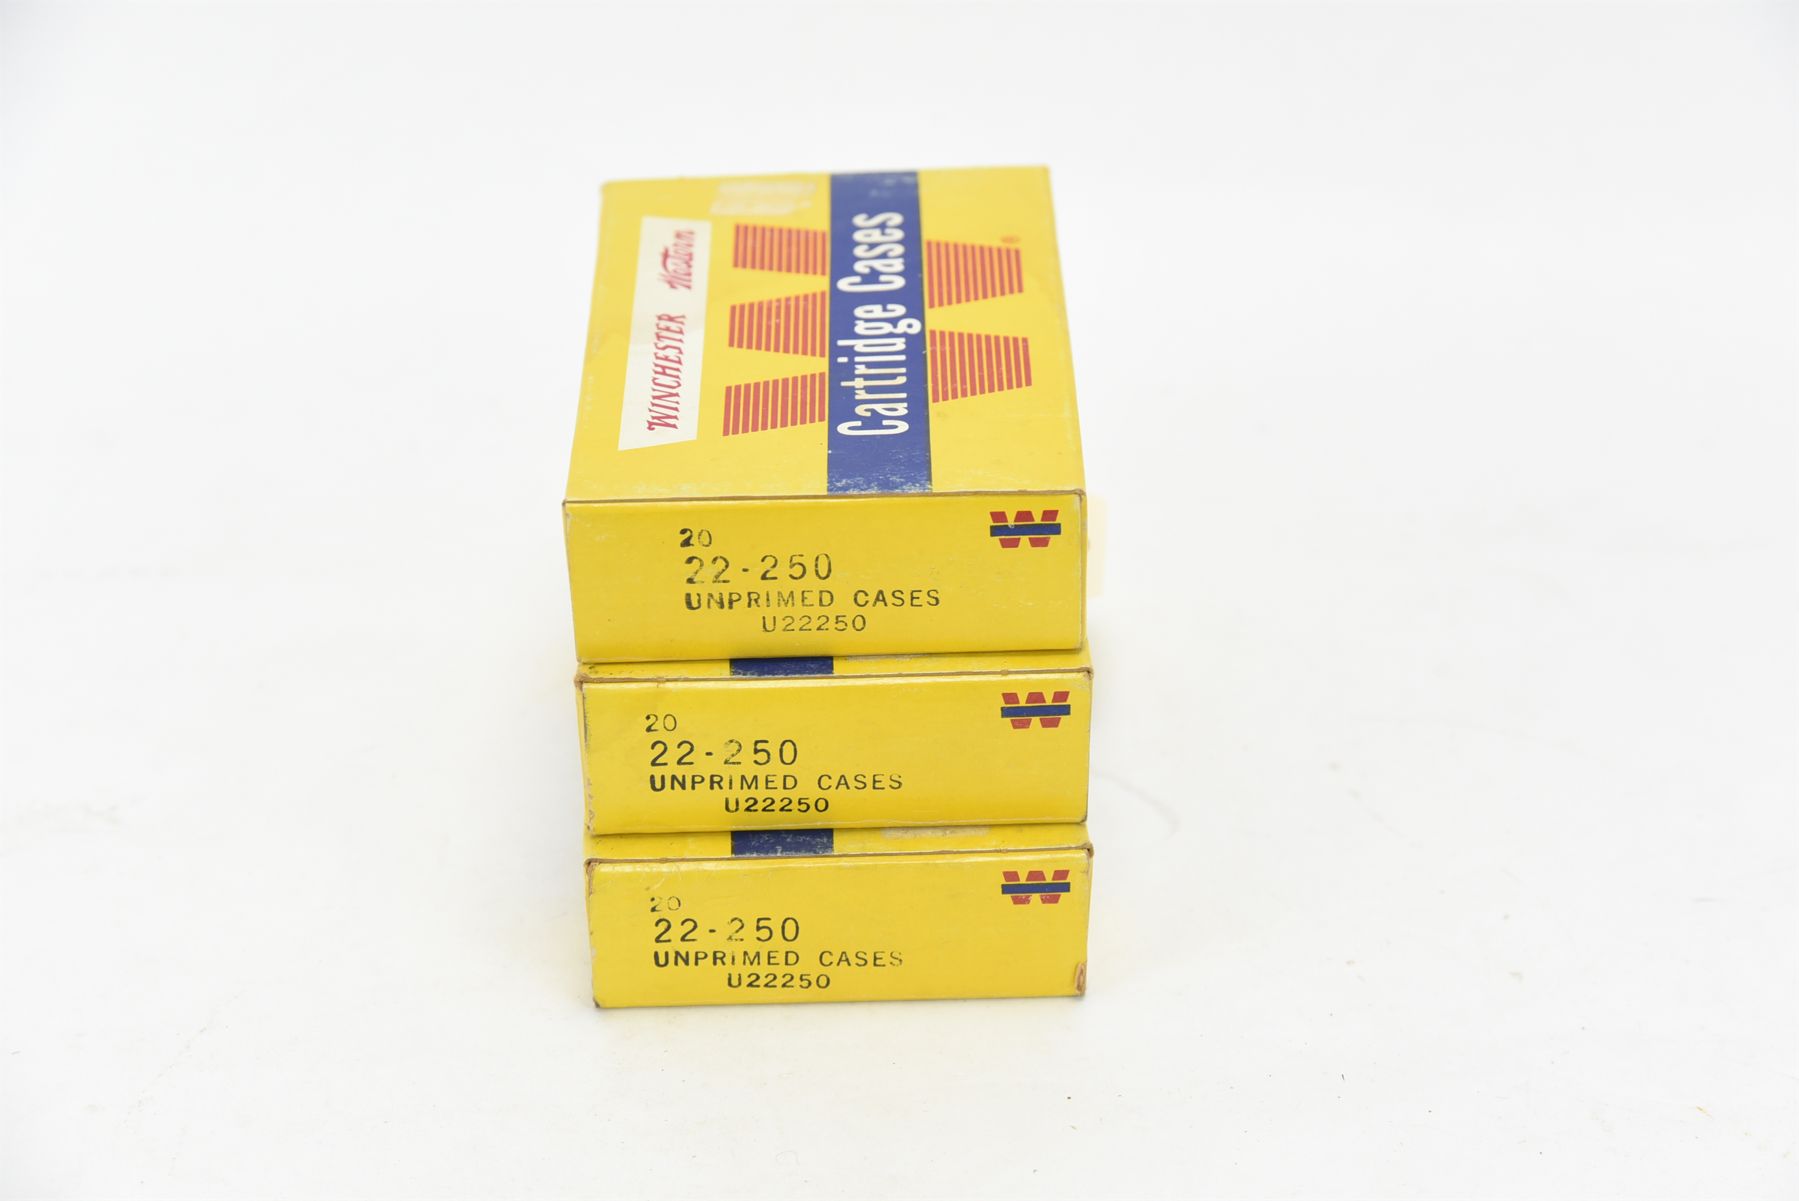 WINCHESTER Western
Cartridge Cases
W
20
22-250
UNPRIMED CASES
U22250
W
20
22-250
UNPRIMED CASES
U22250
W
20
22-250
UNPRIMED CASES
U22250